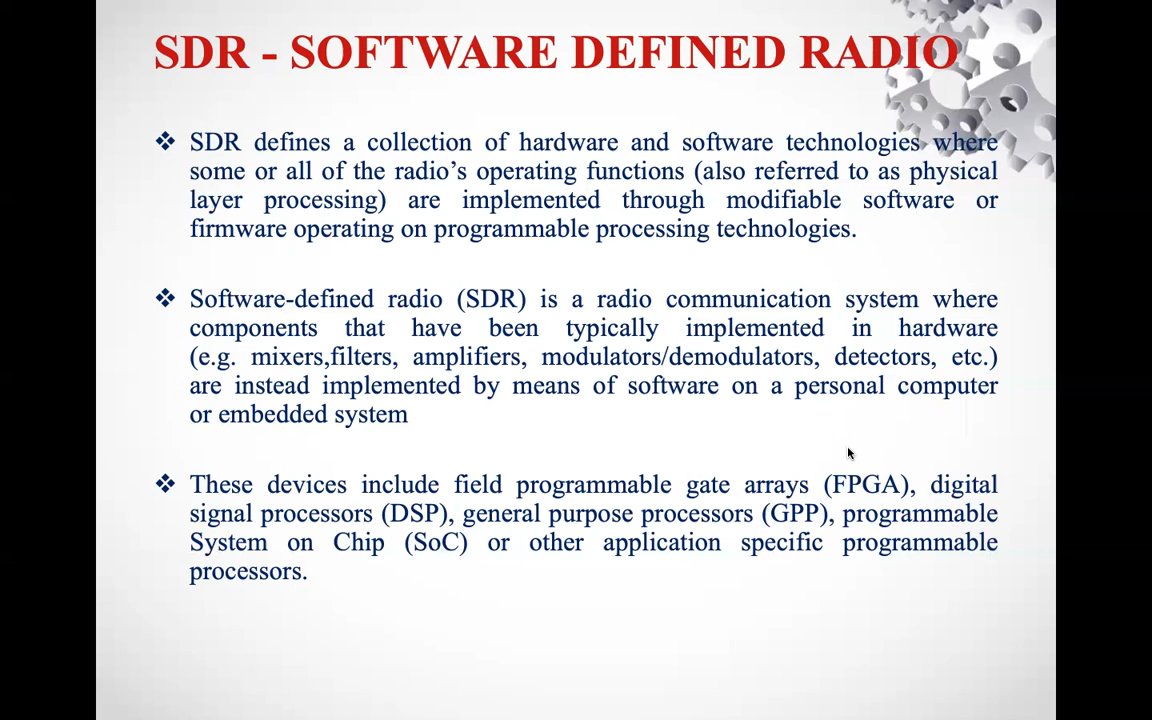 SDR - SOFTWARE DEFINED RADIO
❖ SDR defines a collection of hardware and software technologies where
some or all of the radio’s operating functions (also referred to as physical
layer processing) are implemented through modifiable software or
firmware operating on programmable processing technologies.
❖ Software-defined radio (SDR) is a radio communication system where
components that have been typically implemented in hardware
(e.g. mixers,filters, amplifiers, modulators/demodulators, detectors, etc.)
are instead implemented by means of software on a personal computer
or embedded system
❖ These devices include field programmable gate arrays (FPGA), digital
signal processors (DSP), general purpose processors (GPP), programmable
System on Chip (SoC) or other application specific programmable
processors.